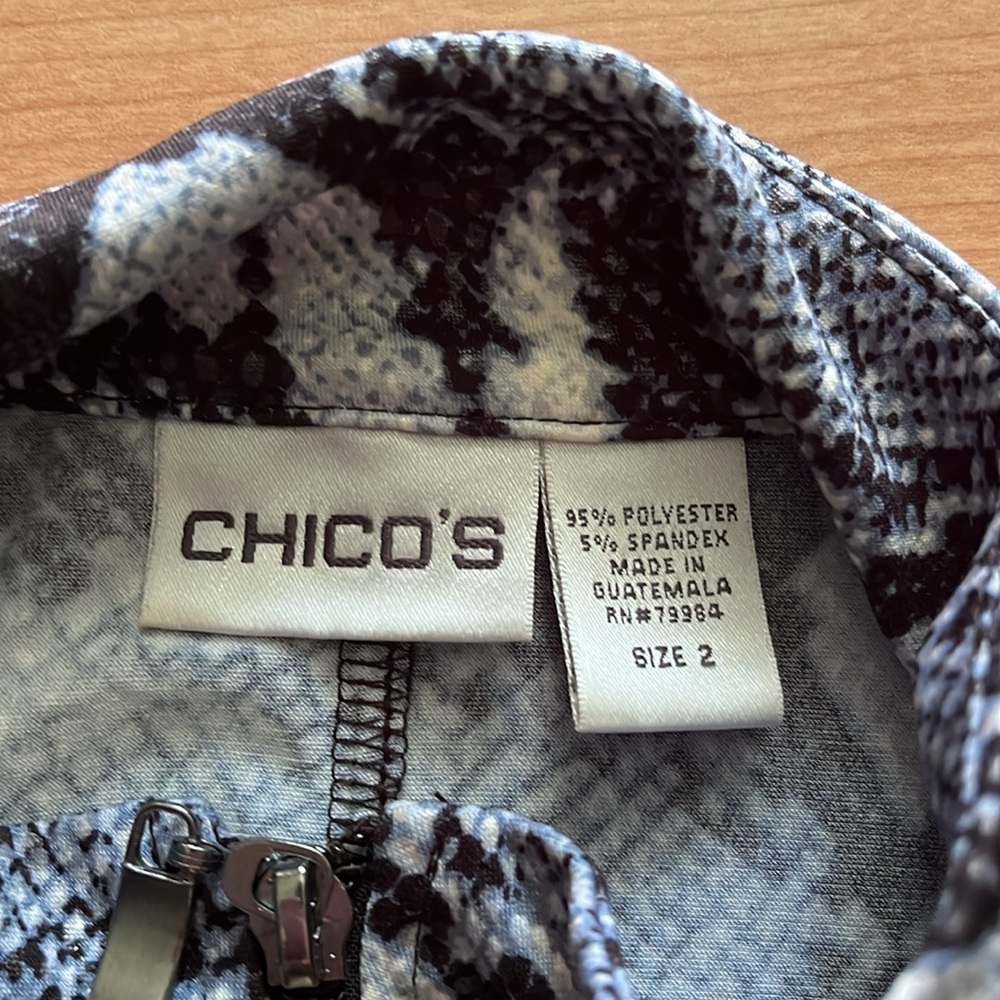 CHICO'S
95% POLYESTER
5% SPANDEX
MADE IN
GUATEMALA
RN#79984
SIZE 2